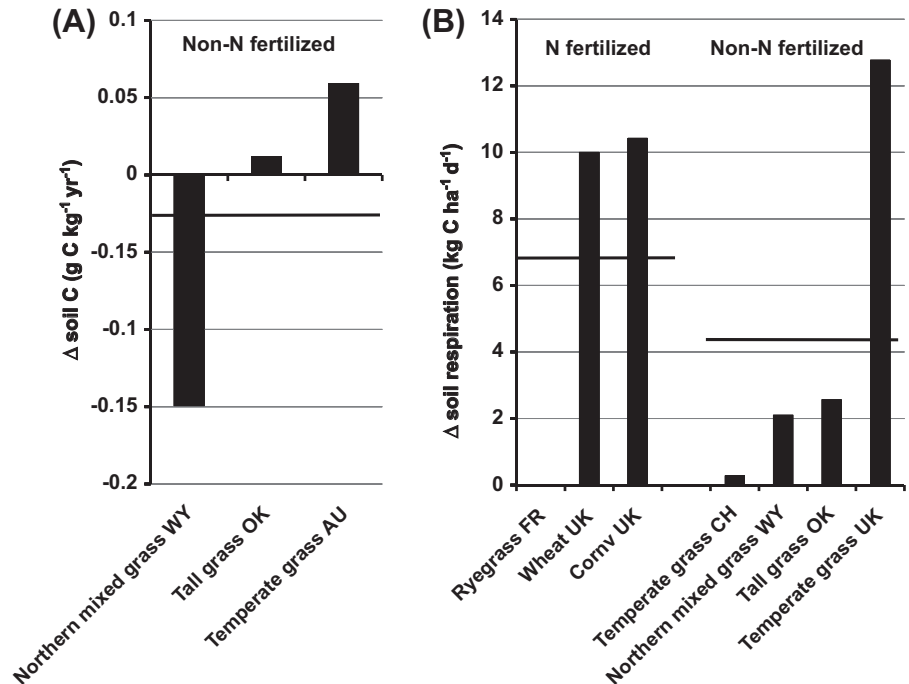 (A)
Non-N fertilized
Δ soil C (g C kg⁻¹ yr⁻¹)
0.1
0.05
0
-0.15
-0.1
-0.15
-0.2
Northern mixed grass WY
Tall grass OK
Temperate grass AU
(B)
N fertilized
Non-N fertilized
Δ soil respiration (kg C ha⁻¹ d⁻¹)
14
12
10
8
6
4
2
0
Ryegrass FR
Wheat UK
Cornv UK
Temperate grass CH
Northern mixed grass WY
Tall grass OK
Temperate grass UK